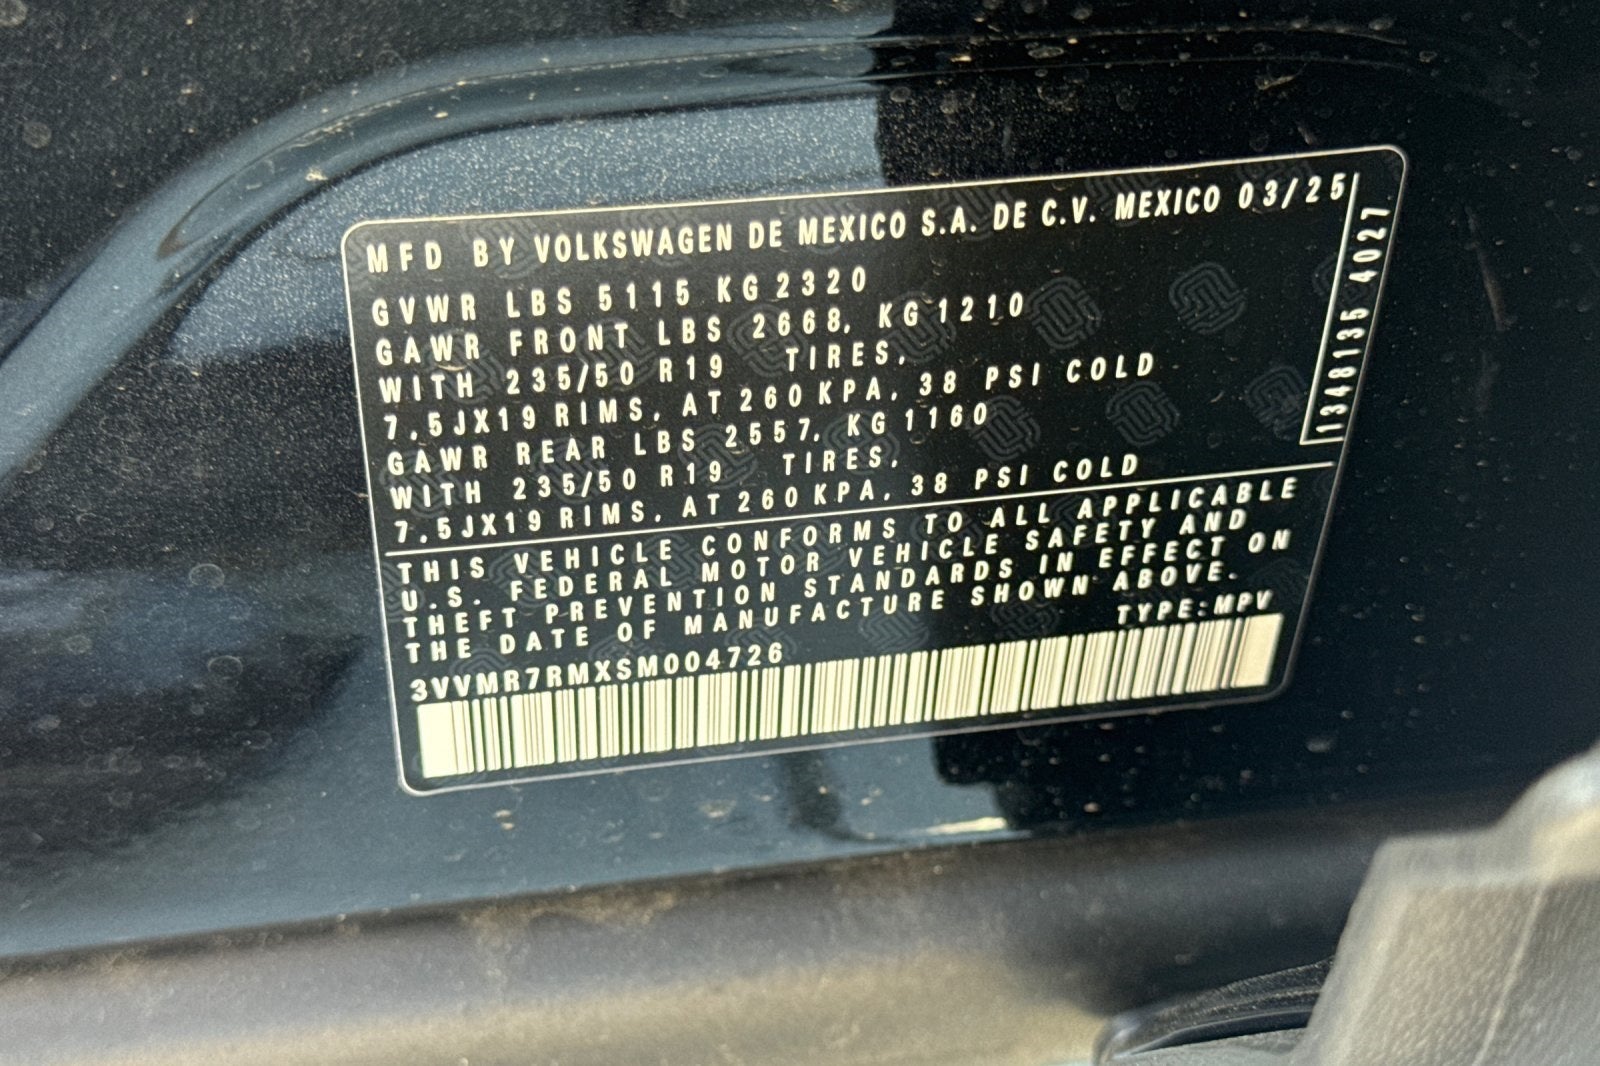 MFD BY VOLKSWAGEN DE MEXICO S.A. DE C.V. MEXICO 03/25
GVWR LBS 5115 KG 2320
GAWR FRONT LBS 2668, KG 1210
WITH 235/50 R19 TIRES,
7,5JX19 RIMS, AT 260 KPA, 38 PSI COLD
GAWR REAR LBS 2557, KG 1160
WITH 235/50 R19 TIRES,
7,5JX19 RIMS, AT 260 KPA, 38 PSI COLD
1348135 4027
THIS VEHICLE CONFORMS TO ALL APPLICABLE
U.S. FEDERAL MOTOR VEHICLE SAFETY AND
THEFT PREVENTION STANDARDS IN EFFECT ON
THE DATE OF MANUFACTURE SHOWN ABOVE.
TYPE:MPV
3VVMR7RMXSM004726